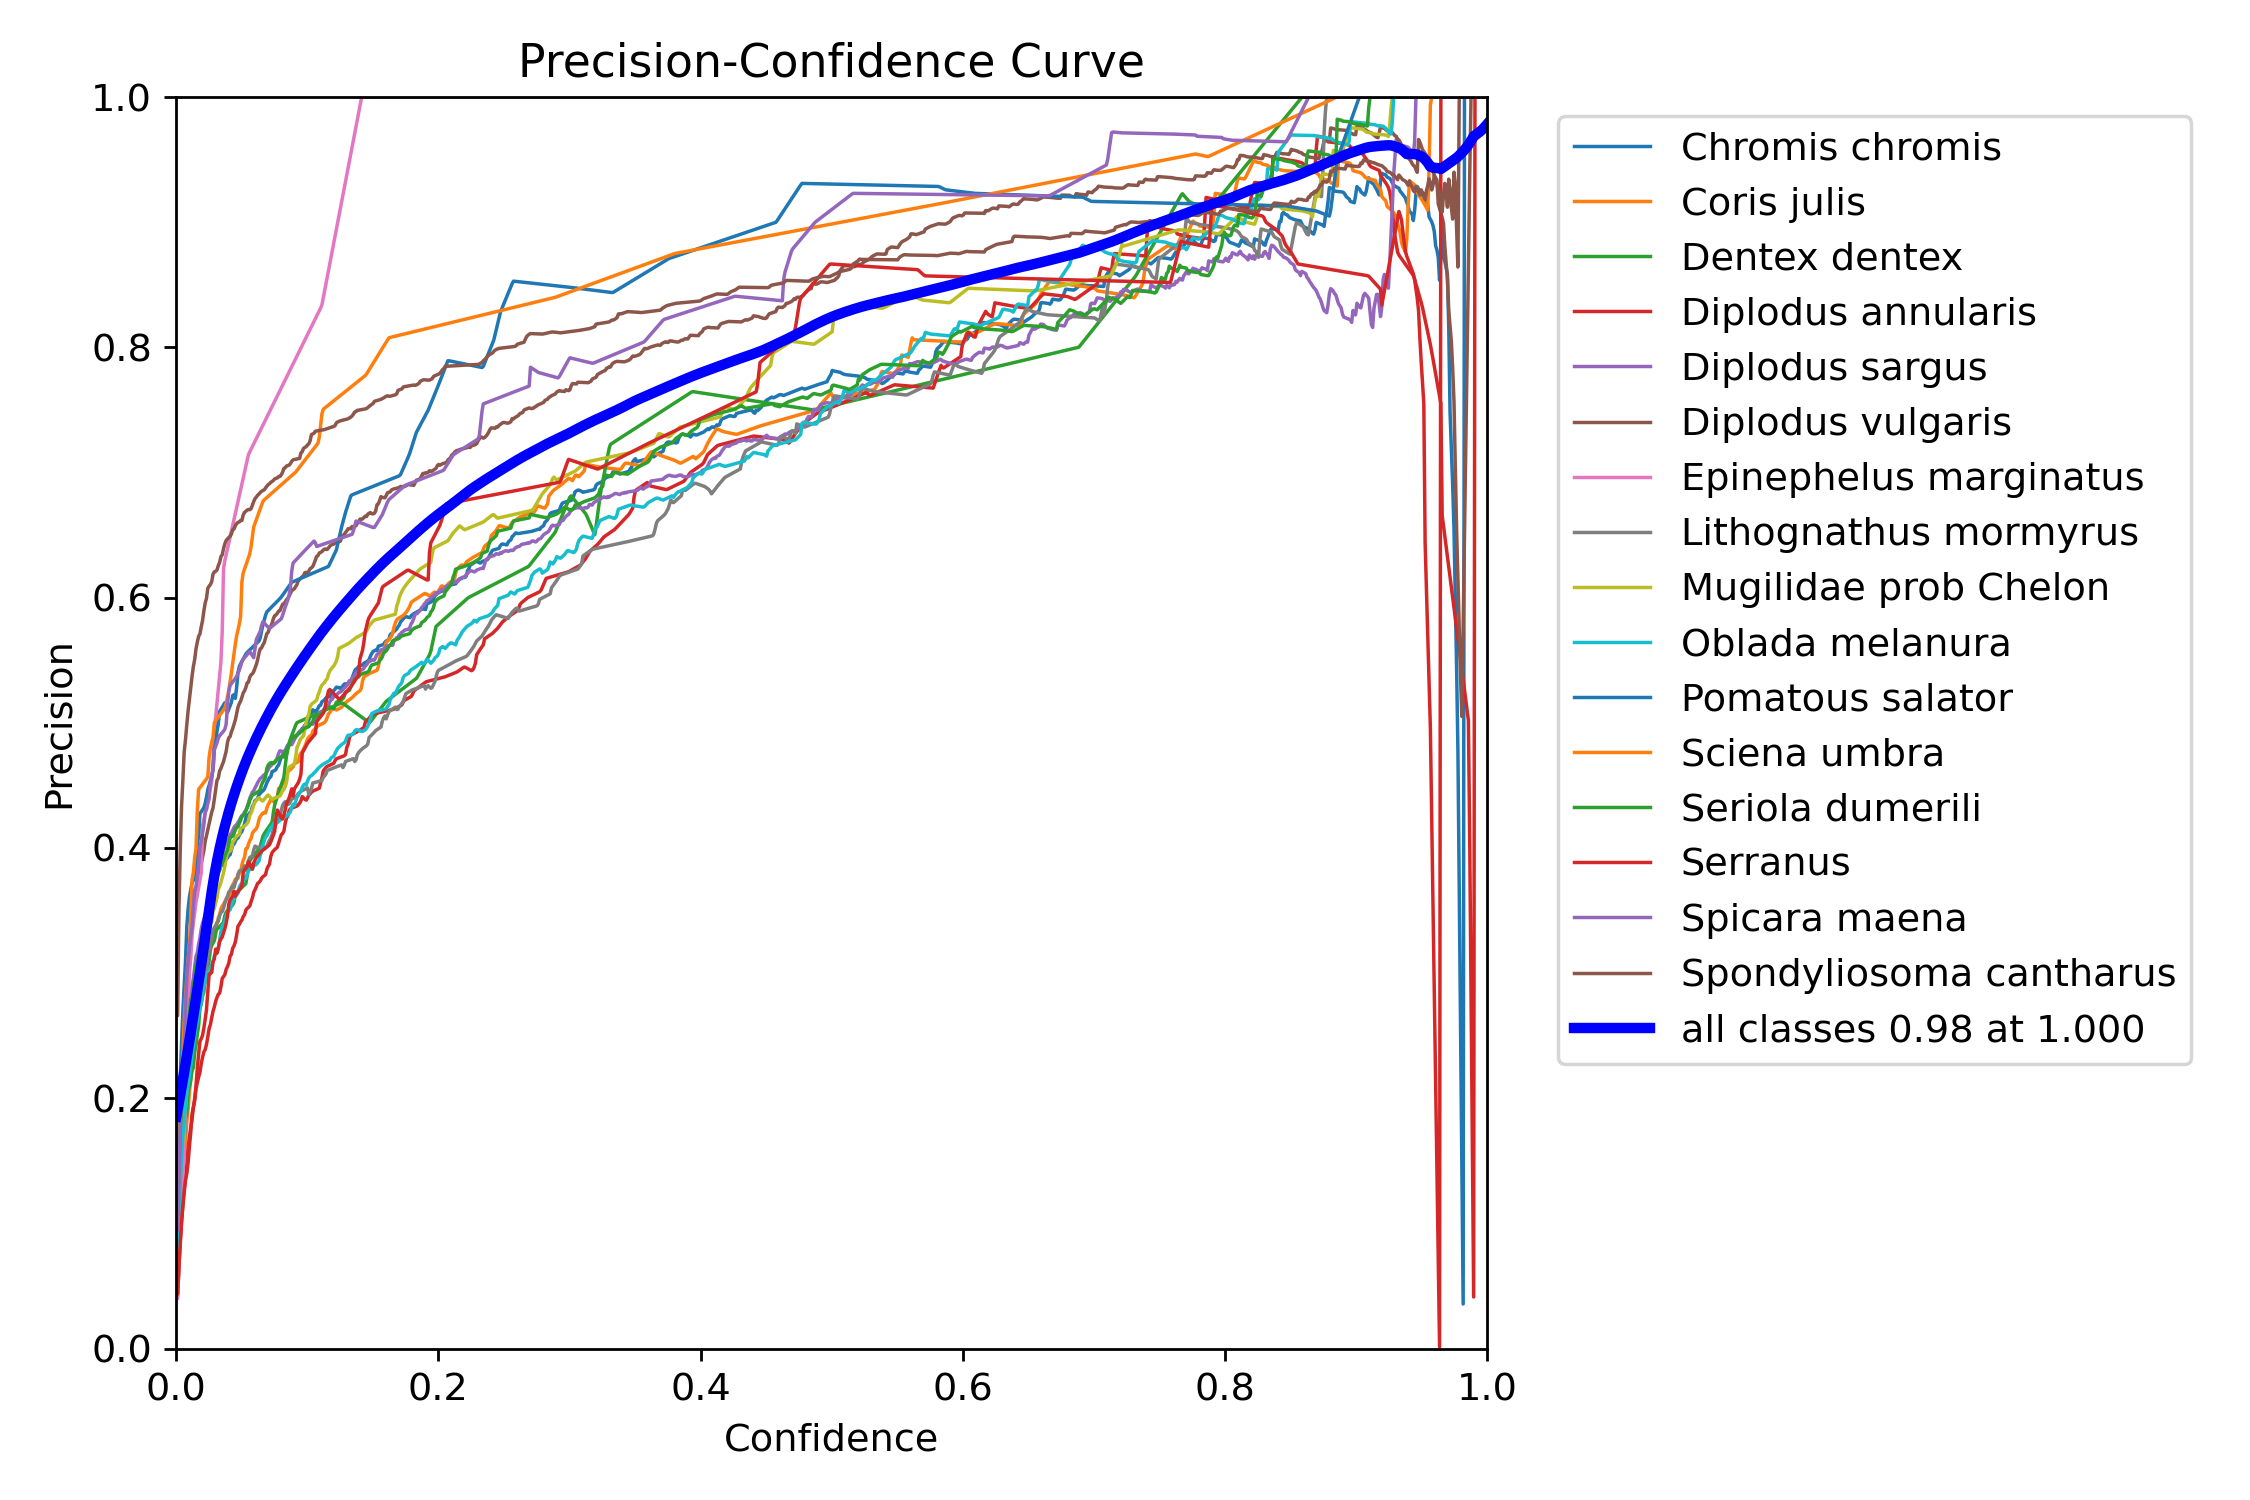 Precision-Confidence Curve
1.0
0.8
0.6
0.4
0.2
0.0
Precision
0.0 0.2 0.4 0.6 0.8 1.0
Confidence
Chromis chromis
Coris julis
Dentex dentex
Diplodus annularis
Diplodus sargus
Diplodus vulgaris
Epinephelus marginatus
Lithognathus mormyrus
Mugilidae prob Chelon
Oblada melanura
Pomatous salator
Sciena umbra
Seriola dumerili
Serranus
Spicara maena
Spondyliosoma cantharus
all classes 0.98 at 1.000